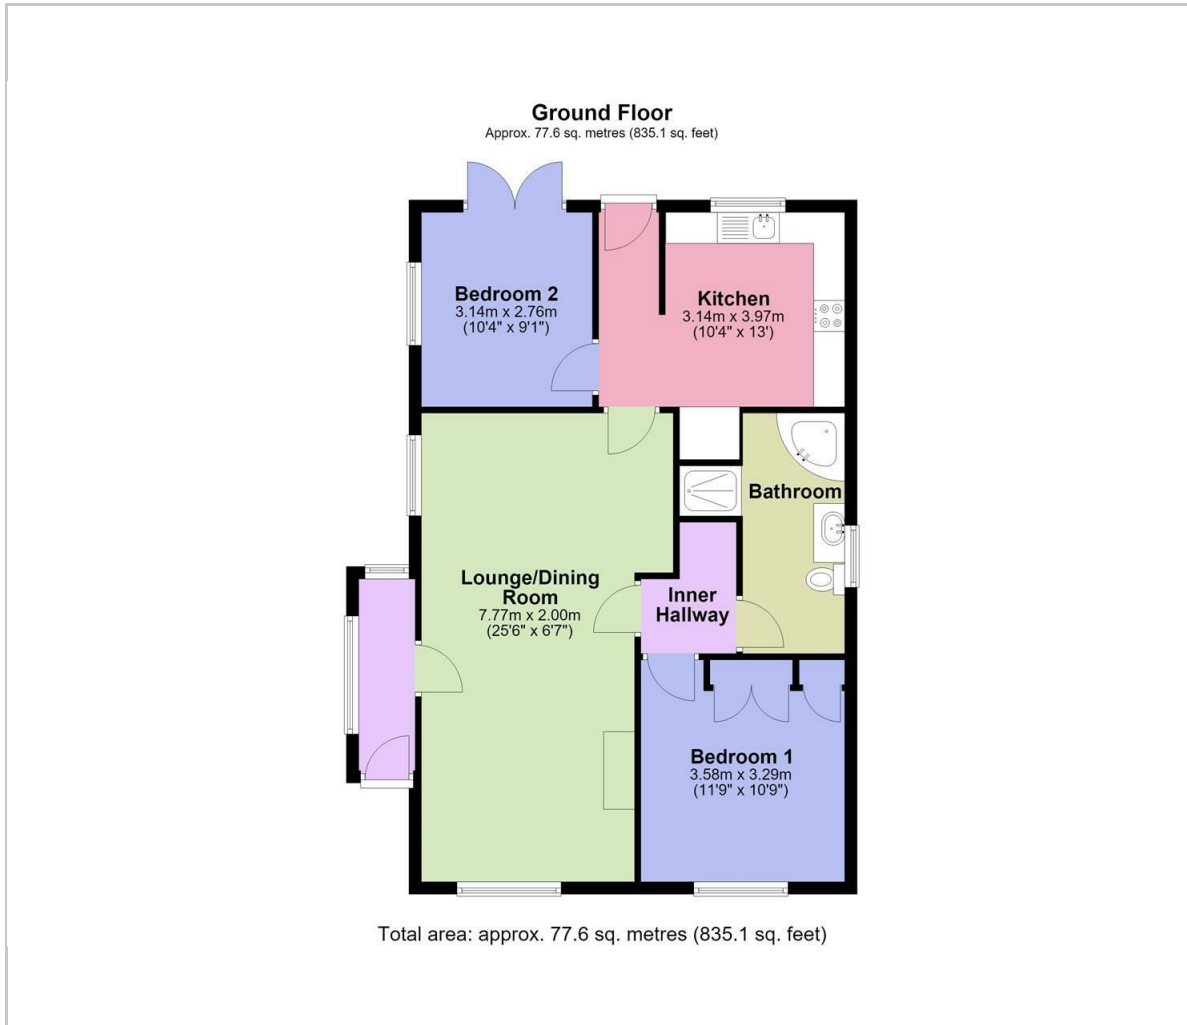 Ground Floor
Approx. 77.6 sq. metres (835.1 sq. feet)
Bedroom 2
3.14m x 2.76m
(10'4" x 9'1")
Kitchen
3.14m x 3.97m
(10'4" x 13')
Bathroom
Lounge/Dining
Room
7.77m x 2.00m
(25'6" x 6'7")
Inner
Hallway
Bedroom 1
3.58m x 3.29m
(11'9" x 10'9")
Total area: approx. 77.6 sq. metres (835.1 sq. feet)